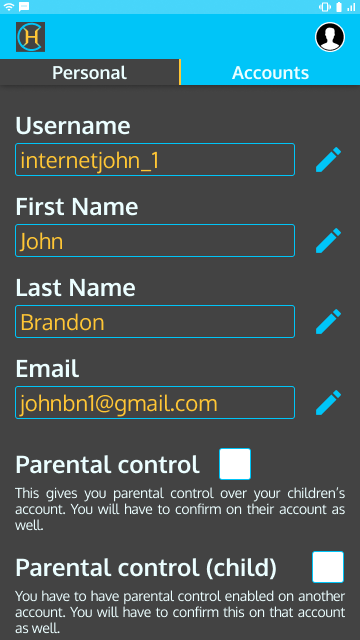 H
Personal
Accounts
Username
internetjohn_1
First Name
John
Last Name
Brandon
Email
johnbn1@gmail.com
Parental control
This gives you parental control over your children's
account. You will have to confirm on their account as
well.
Parental control (child)
You have to have parental control enabled on another
account. You will have to confirm this on that account
as well.